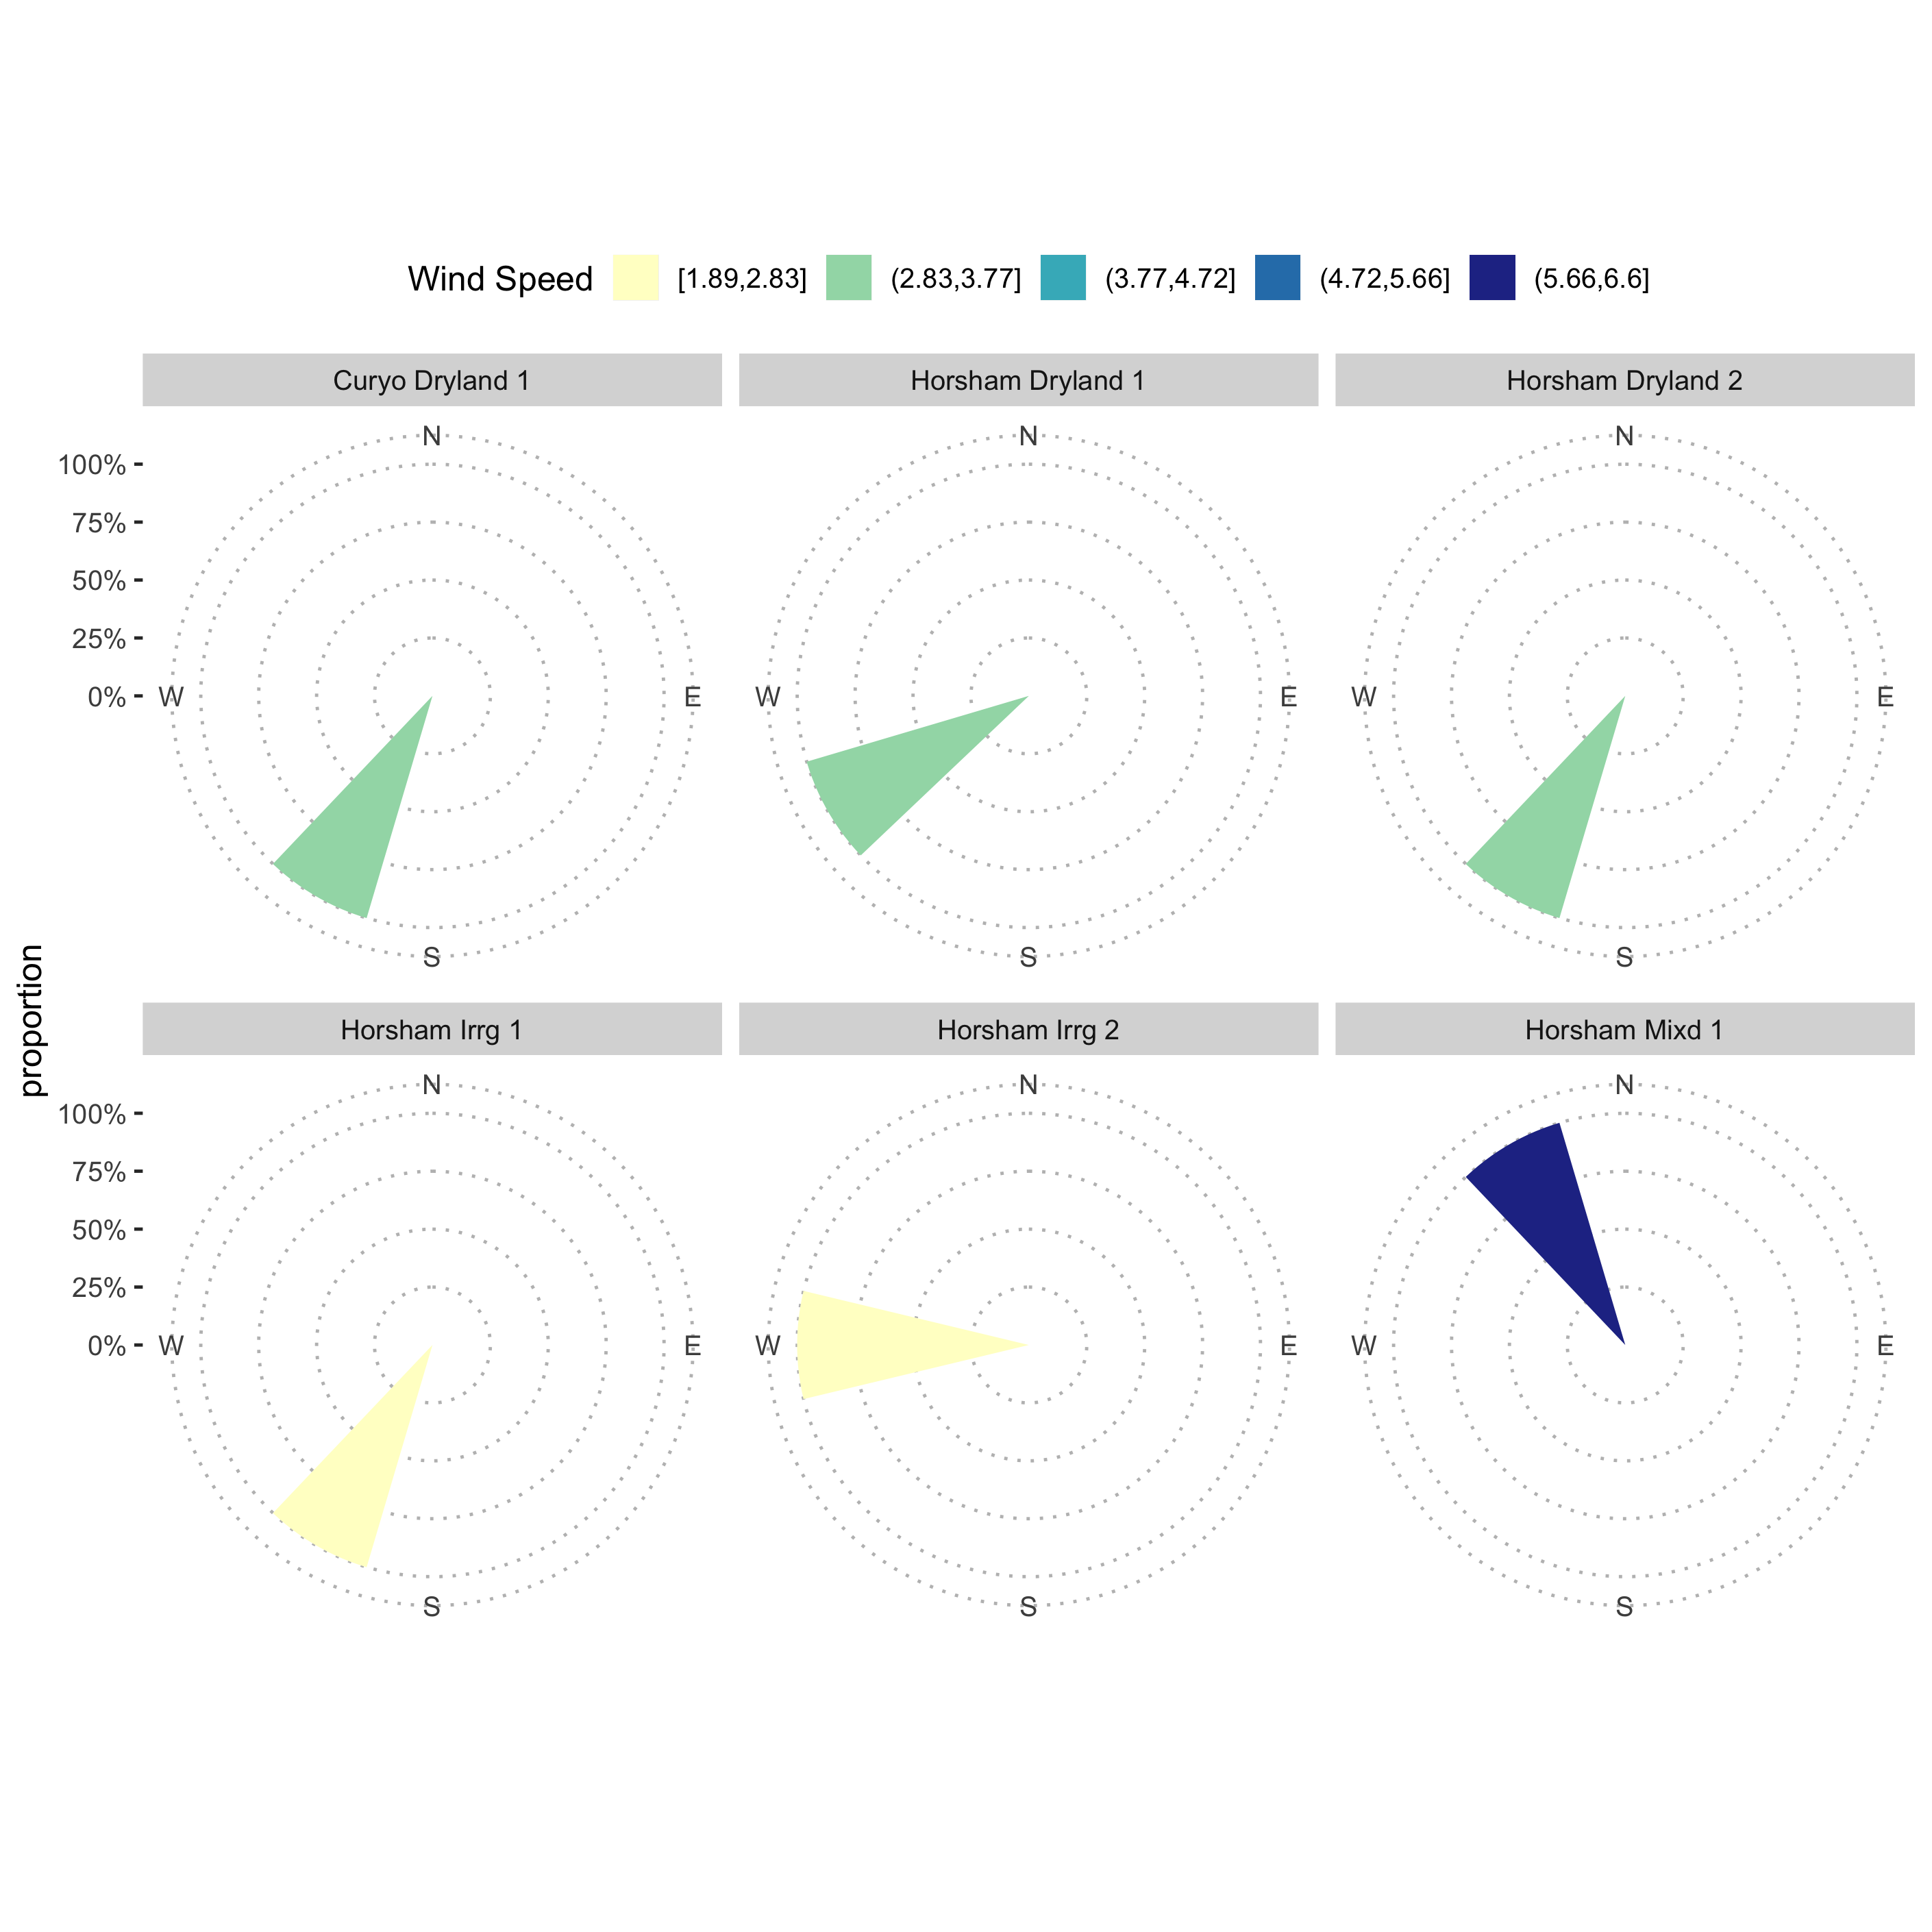 Wind Speed [1.89,2.83] (2.83,3.77] (3.77,4.72] (4.72,5.66] (5.66,6.6]
Curyo Dryland 1 Horsham Dryland 1 Horsham Dryland 2
N N N
100%
75%
50%
25%
0% W E W E W E
S S S
proportion
Horsham Irrg 1 Horsham Irrg 2 Horsham Mixd 1
N N N
100%
75%
50%
25%
0% W E W E W E
S S S